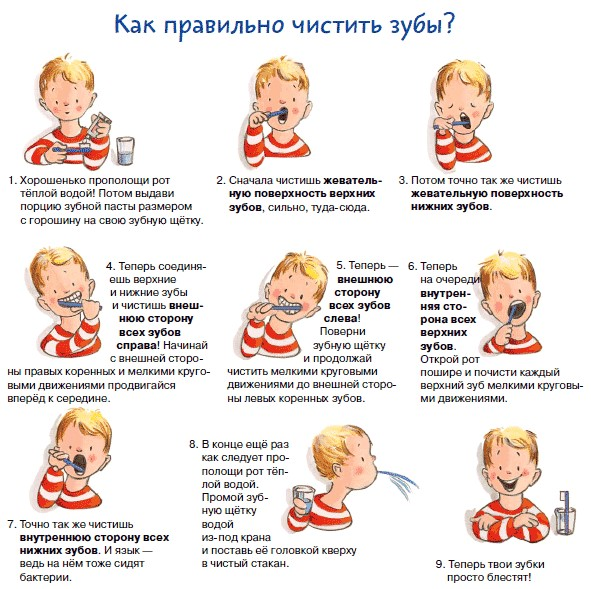 Как правильно чистить зубы?
1. Хорошенько прополощи рот
тёплой водой! Потом выдави
порцию зубной пасты размером
с горошину на свою зубную щётку.
2. Сначала чистишь жеватель-
ную поверхность верхних
зубов, сильно, туда-сюда.
3. Потом точно так же чистишь
жевательную поверхность
нижних зубов.
4. Теперь соединя-
ешь верхние
и нижние зубы
и чистишь внеш-
нюю сторону
всех зубов
справа! Начинай
с внешней сторо-
ны правых коренных и мелкими круго-
выми движениями продвигайся
вперёд к середине.
5. Теперь —
внешнюю
сторону
всех зубов
слева!
Поверни
зубную щётку
и продолжай
чистить мелкими круговыми
движениями до внешней сторо-
ны левых коренных зубов.
6. Теперь
на очереди
внутрен-
няя сто-
рона всех
верхних
зубов.
Открой рот
пошире и почисти каждый
верхний зуб мелкими круговы-
ми движениями.
7. Точно так же чистишь
внутреннюю сторону всех
нижних зубов. И язык —
ведь на нём тоже сидят
бактерии.
8. В конце ещё раз
как следует про-
полощи рот тёп-
лой водой.
Промой зуб-
ную щётку
водой
из-под крана
и поставь её головкой кверху
в чистый стакан.
9. Теперь твои зубки
просто блестят!